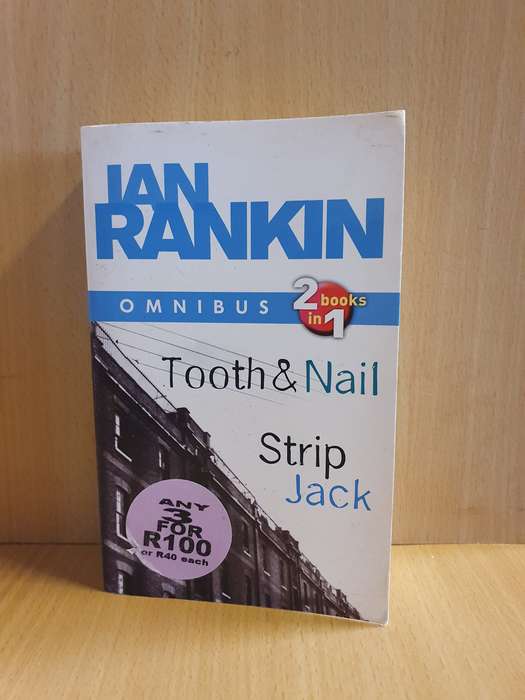 IAN
RANKIN
OMNIBUS
2 books
in 1
Tooth & Nail
Strip
Jack
ANY
3
FOR
R100
or R40 each